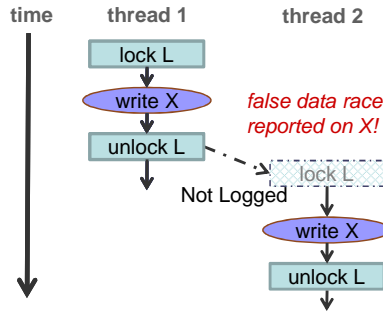 time
thread 1
thread 2
lock L
write X
false data race
reported on X!
unlock L
lock L
Not Logged
write X
unlock L